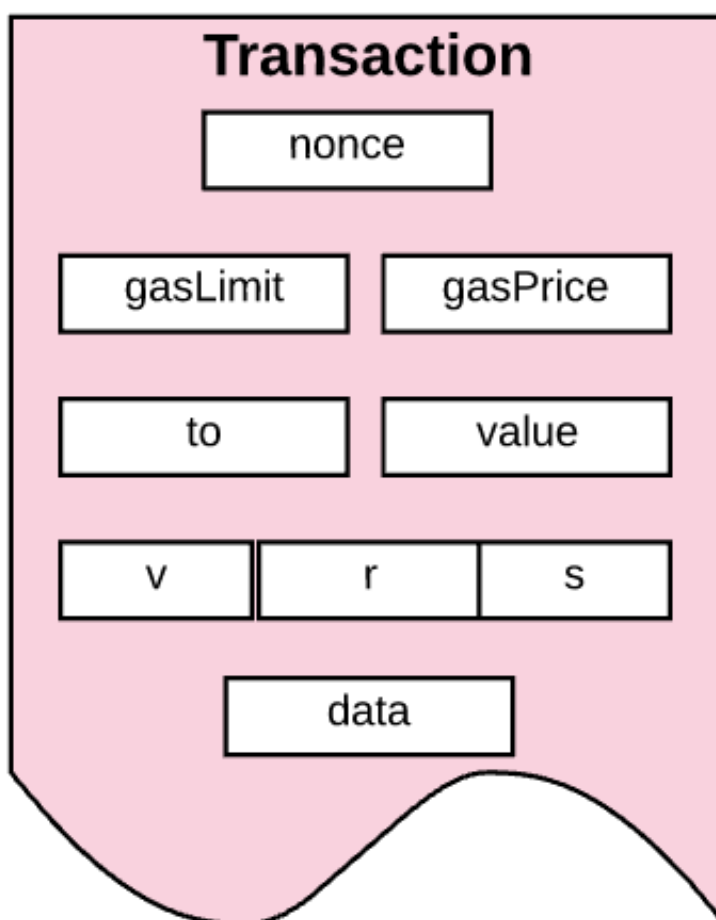 Transaction
nonce
gasLimit gasPrice
to value
v r s
data